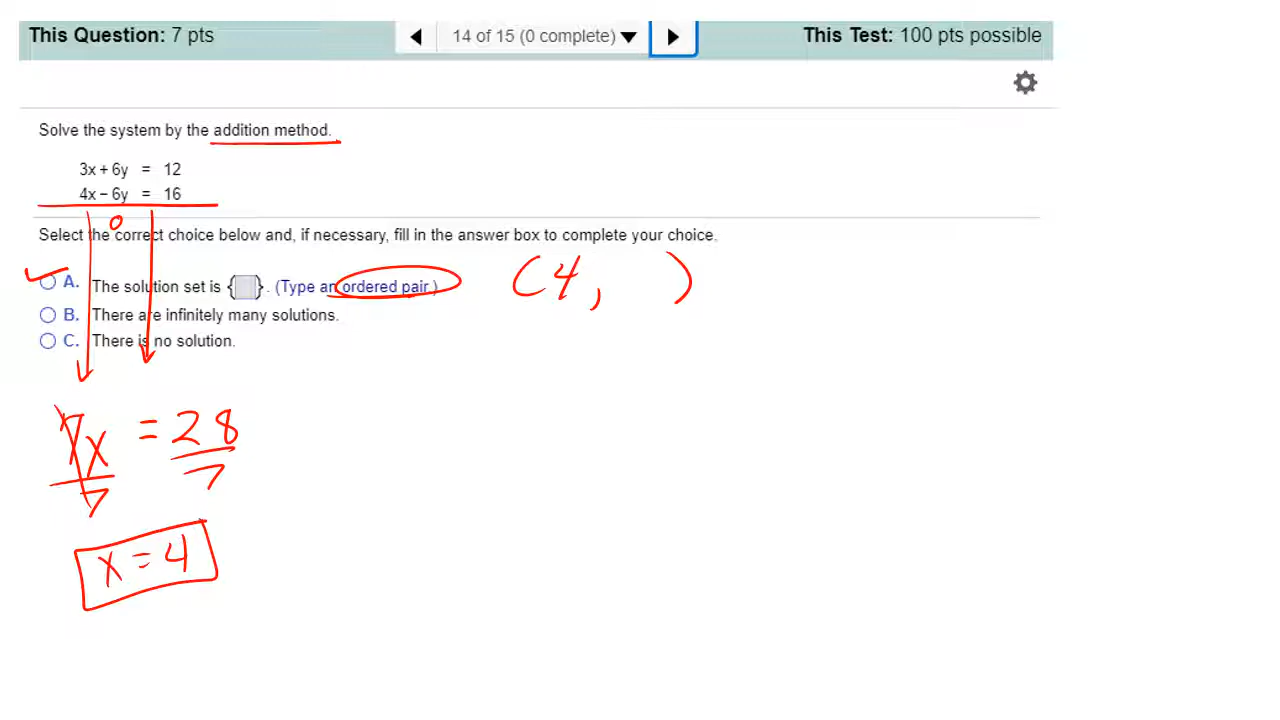 This Question: 7 pts
14 of 15 (0 complete)
This Test: 100 pts possible
Solve the system by the addition method.
3x + 6y = 12
4x − 6y = 16
0
Select the correct choice below and, if necessary, fill in the answer box to complete your choice.
A. The solution set is { }. (Type an ordered pair.)
(4, )
B. There are infinitely many solutions.
C. There is no solution.
7x = 28
7 7
x = 4